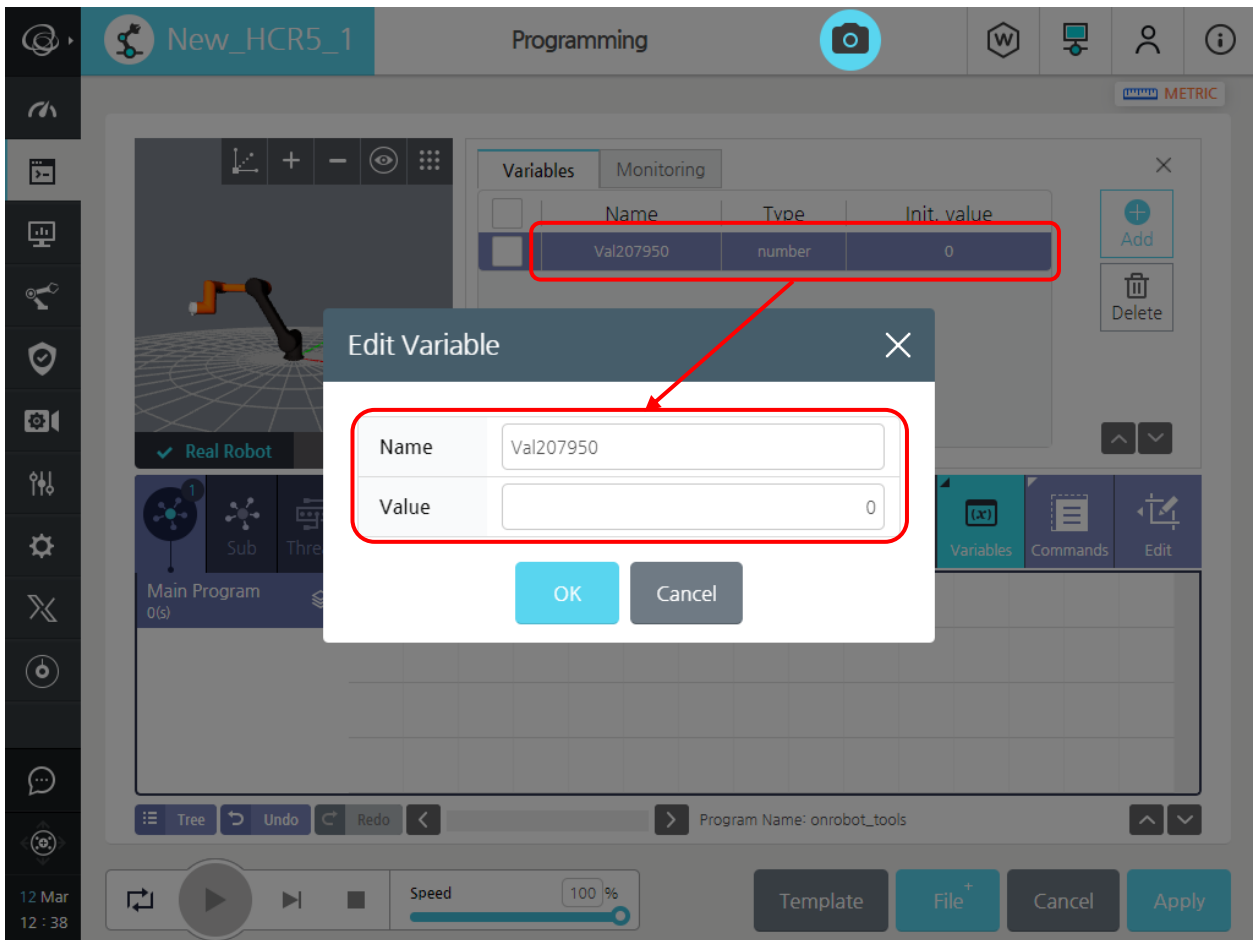 New_HCR5_1
Programming
METRIC
Variables
Monitoring
Name
Type
Init. value
Val207950
number
0
Add
Delete
Edit Variable
Name
Val207950
Value
0
OK
Cancel
Real Robot
1
Sub
Variables
Commands
Edit
Main Program
0(s)
Tree
Undo
Redo
Program Name: onrobot_tools
12 Mar
12 : 38
Speed
100 %
Template
File+
Cancel
Apply